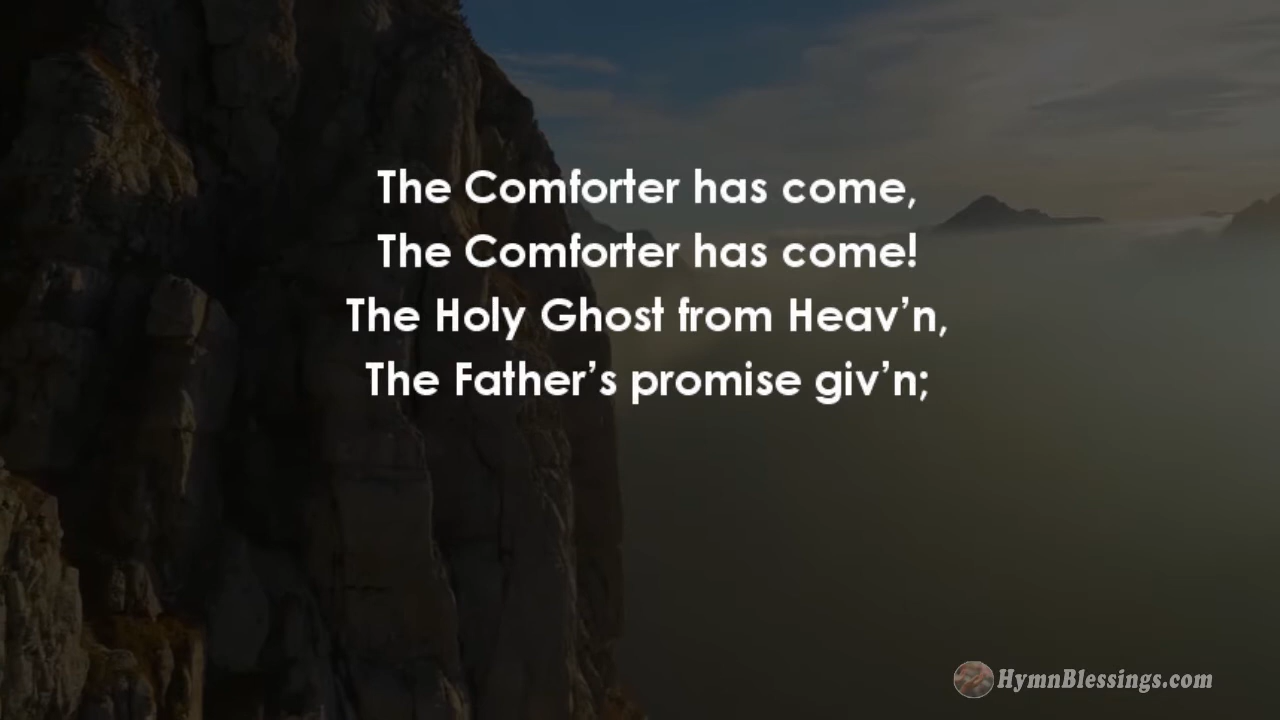 The Comforter has come,
The Comforter has come!
The Holy Ghost from Heav’n,
The Father’s promise giv’n;
HymnBlessings.com